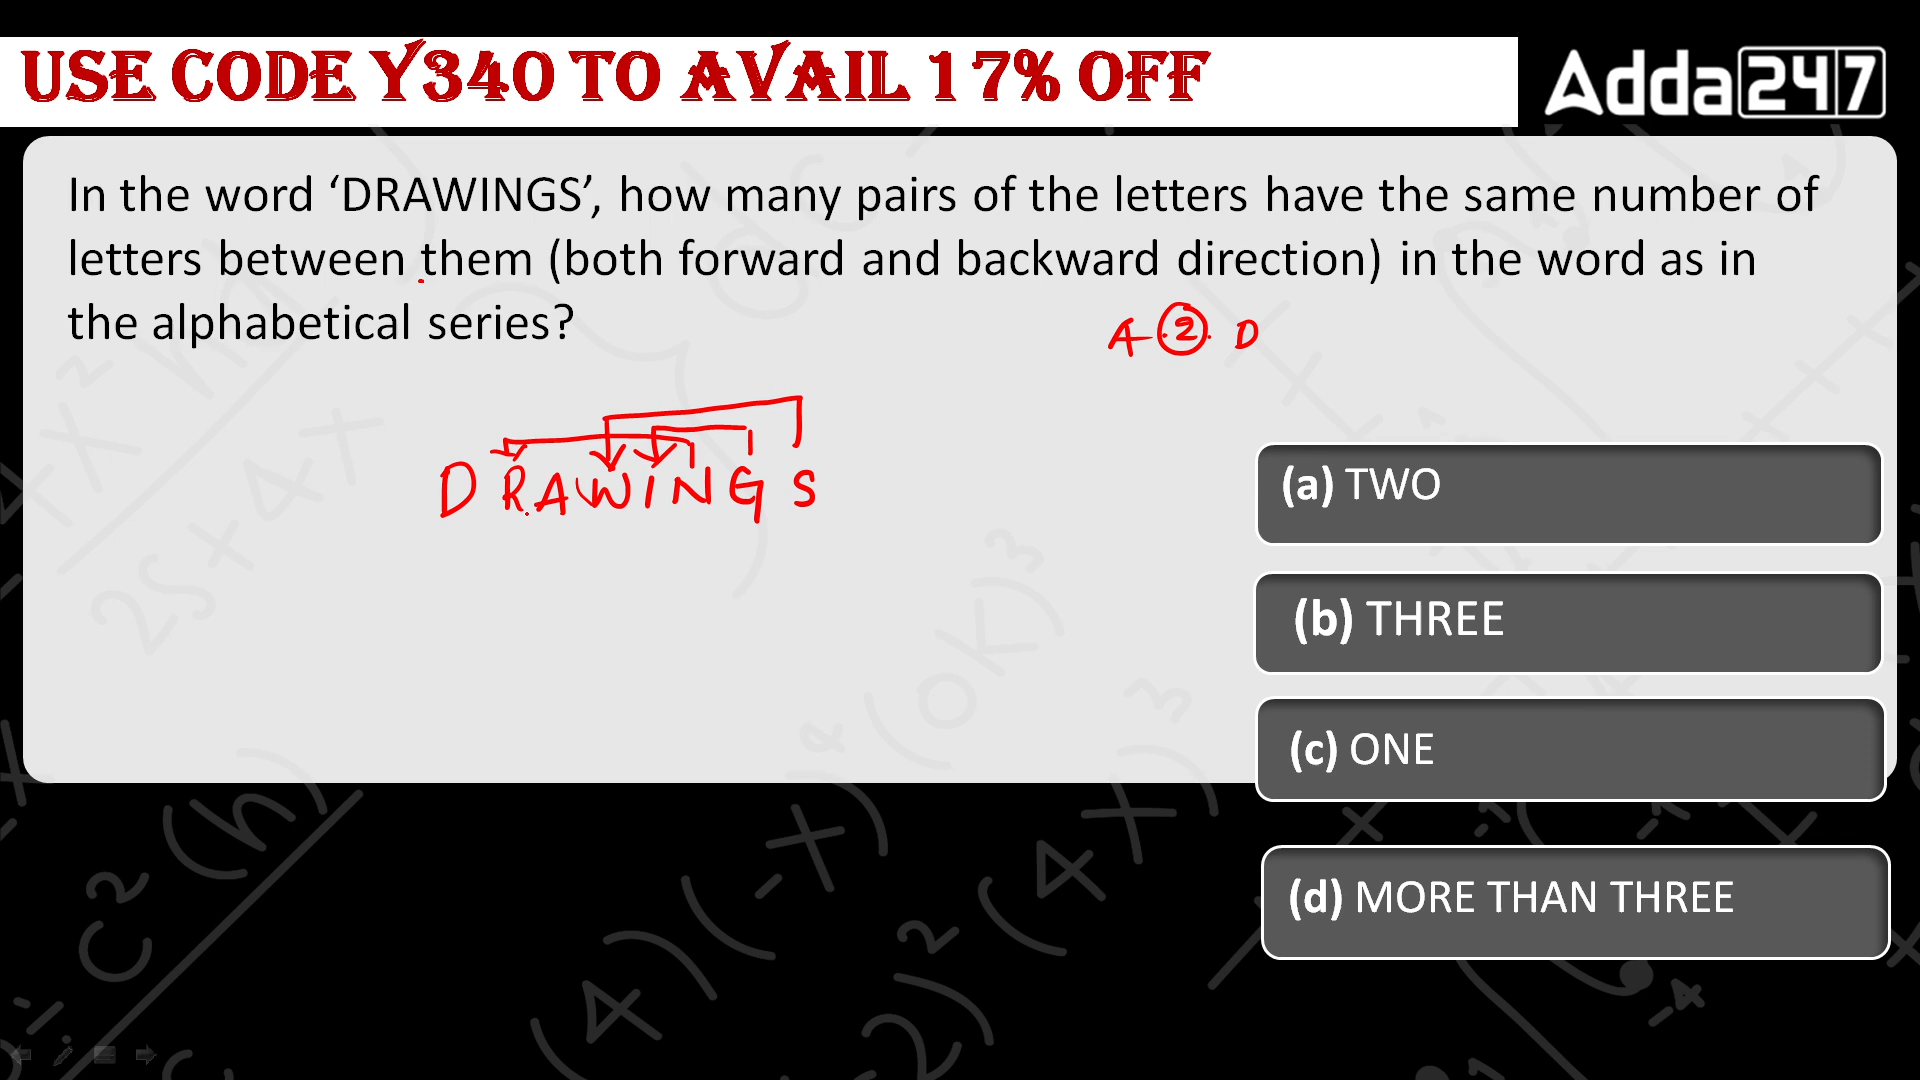 USE CODE Y340 TO AVAIL 17% OFF
Adda247
In the word ‘DRAWINGS’, how many pairs of the letters have the same number of
letters between them (both forward and backward direction) in the word as in
the alphabetical series?
A 2 D
DRAWINGS
(a) TWO
(b) THREE
(c) ONE
(d) MORE THAN THREE